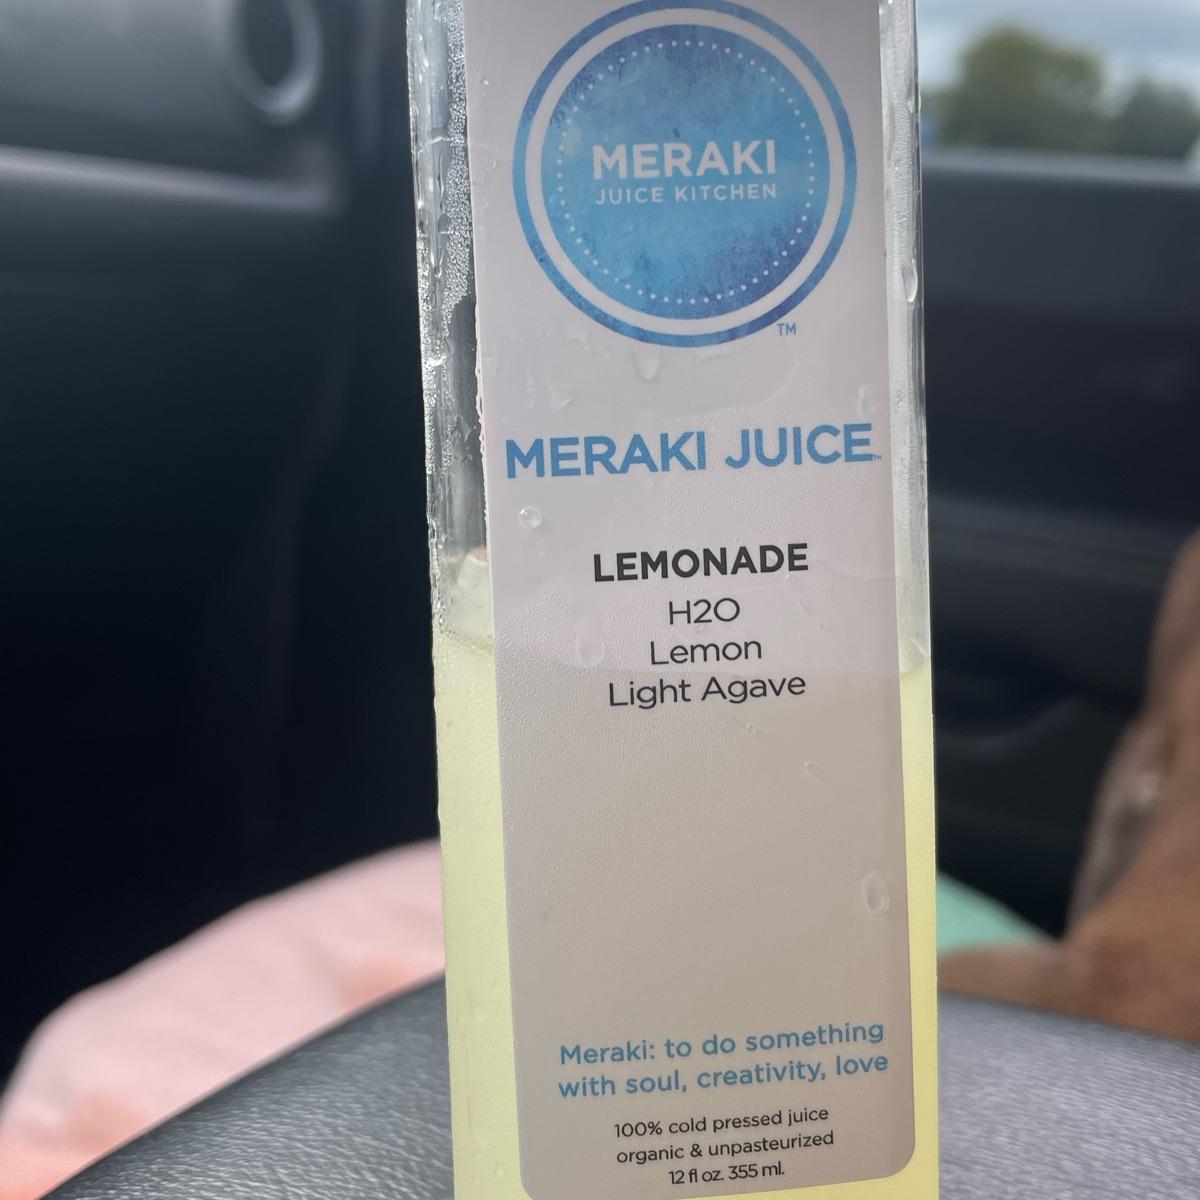 MERAKI
JUICE KITCHEN
TM
MERAKI JUICE™
LEMONADE
H2O
Lemon
Light Agave
Meraki: to do something
with soul, creativity, love
100% cold pressed juice
organic & unpasteurized
12 fl oz. 355 ml.